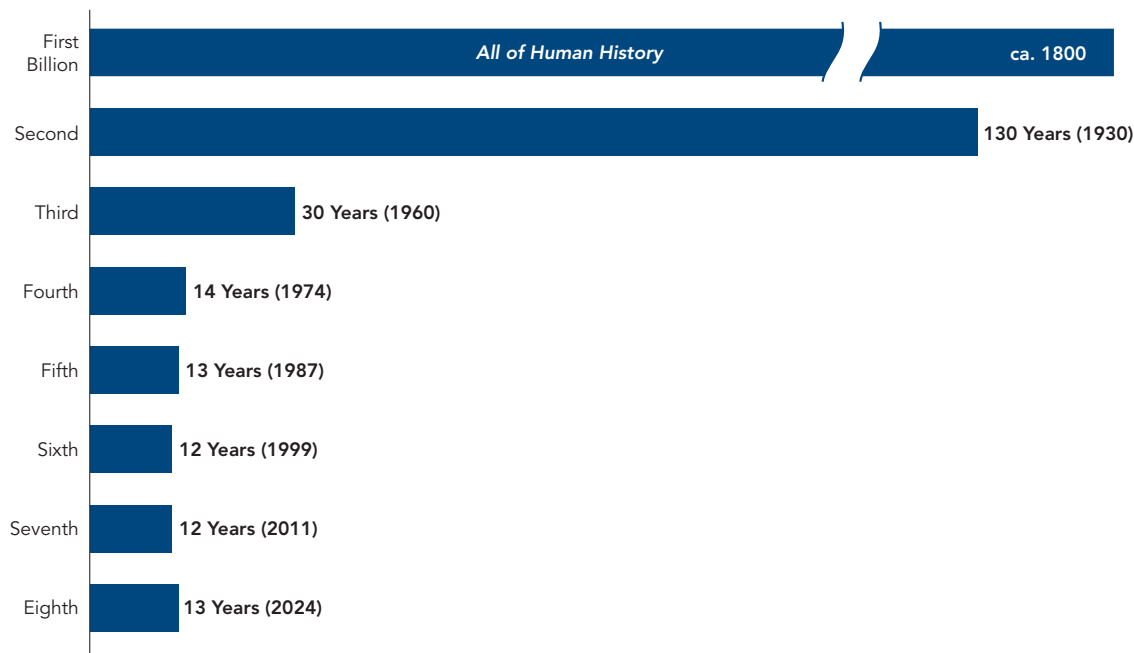 First
Billion
All of Human History
ca. 1800
Second
130 Years (1930)
Third
30 Years (1960)
Fourth
14 Years (1974)
Fifth
13 Years (1987)
Sixth
12 Years (1999)
Seventh
12 Years (2011)
Eighth
13 Years (2024)